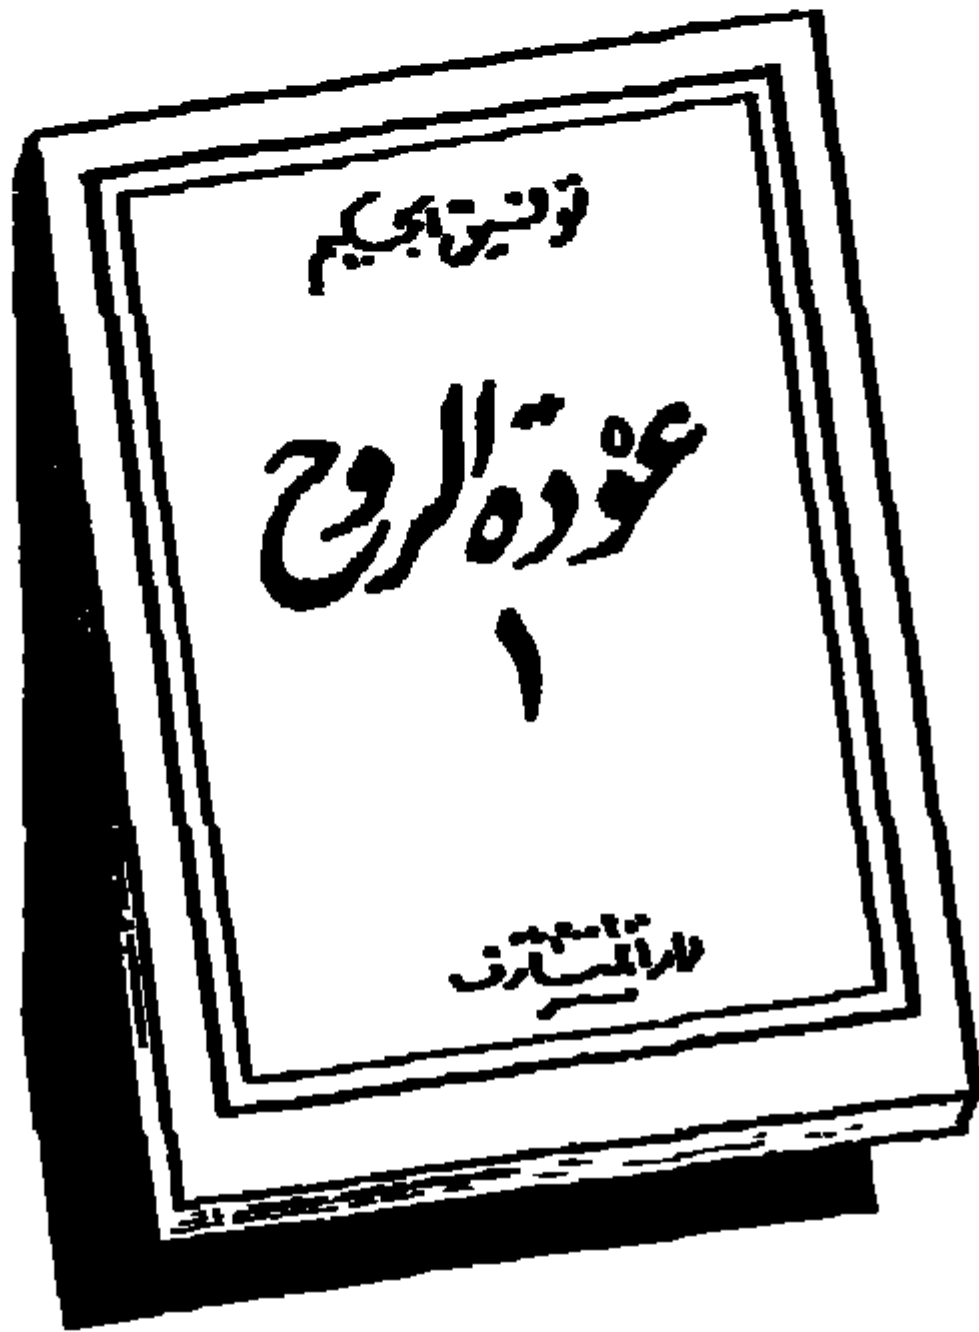 توفيق الحكيم
عودة الروح
١
دار المعارف